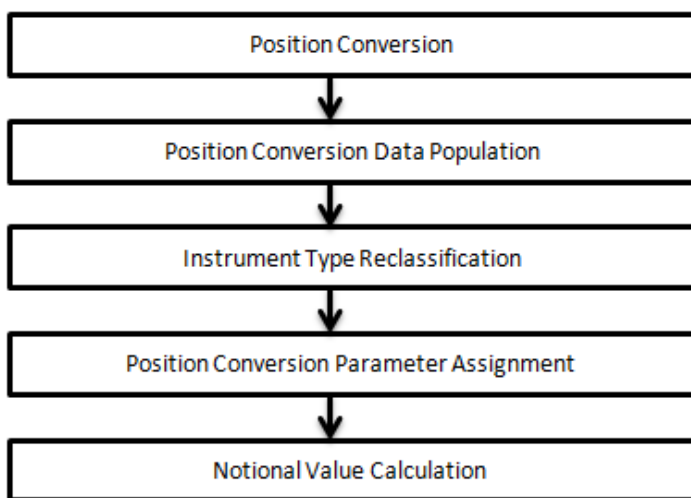 Position Conversion
Position Conversion Data Population
Instrument Type Reclassification
Position Conversion Parameter Assignment
Notional Value Calculation